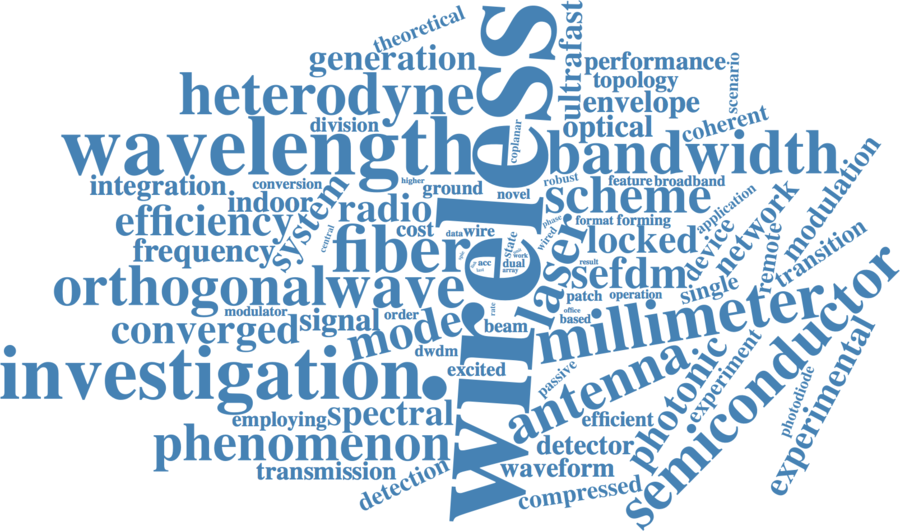 theoretical
generation
heterodyne
division
wavelength
integration
conversion
higher
indoor
ground
efficiency
system
radio
cost
data
wire
frequency
central
fiber
orthogonal
wave
modulator
order
converged
signal
mode
dwdm
investigation
excited
employing
spectral
phenomenon
transmission
detection
wireless
coplanar
novel
state
work
acc
dual
array
rate
beam
ultrafast
performance
topology
scenario
envelope
optical
coherent
bandwidth
robust
feature
broadband
scheme
phase
format
forming
application
wired
laser
locked
device
network
modulation
result
sefdm
remote
transition
patch
operation
single
office
based
millimeter
semiconductor
passive
antenna
photonic
experiment
photodiode
experimental
efficient
detector
waveform
compressed